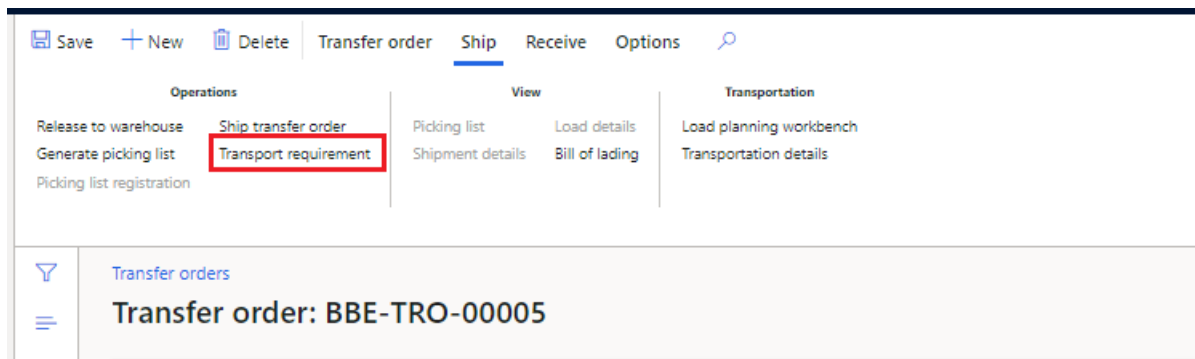 Save New Delete Transfer order Ship Receive Options
Operations View Transportation
Release to warehouse Ship transfer order Picking list Load details Load planning workbench
Generate picking list Transport requirement Shipment details Bill of lading Transportation details
Picking list registration
Transfer orders
Transfer order: BBE-TRO-00005